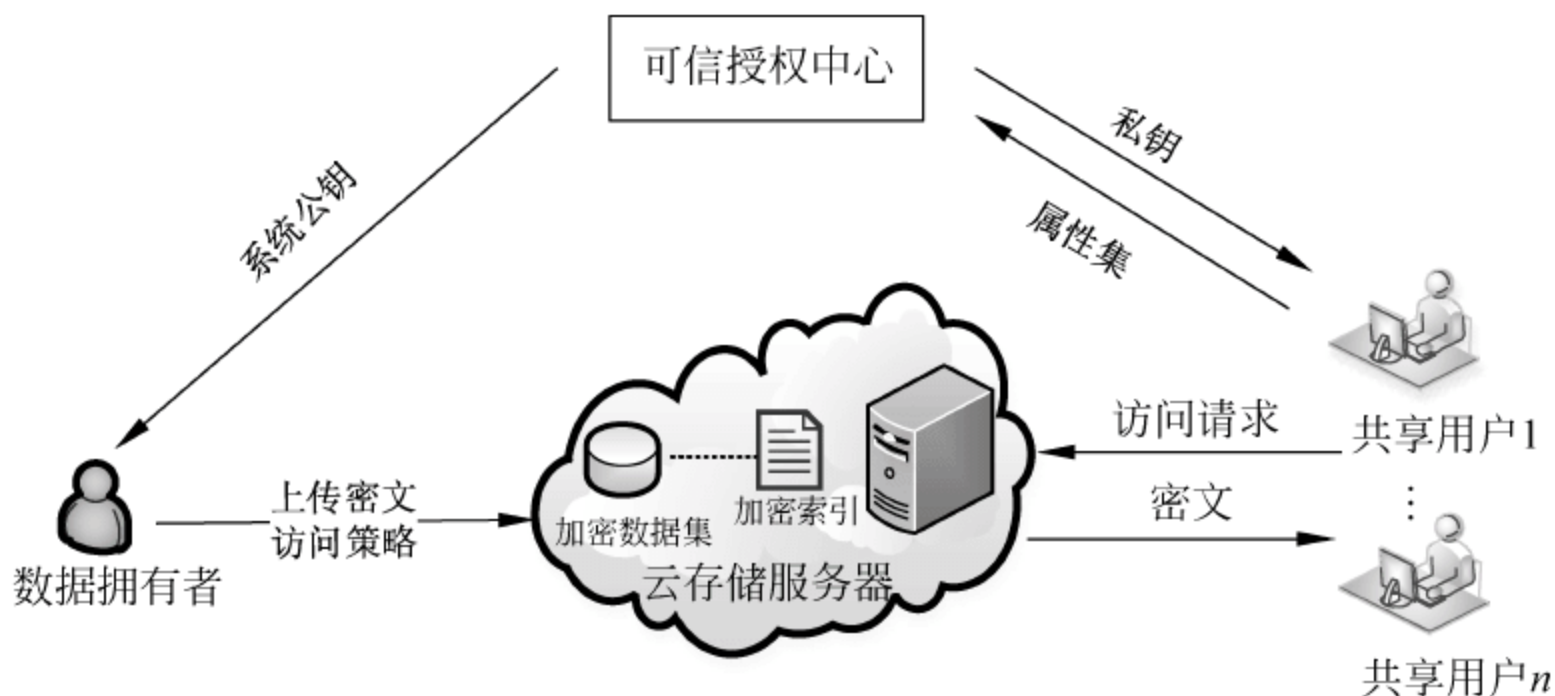 可信授权中心
系统公钥
私钥
属性集
访问请求
共享用户1
上传密文
访问策略
加密数据集
加密索引
密文
⋮
数据拥有者
云存储服务器
共享用户n